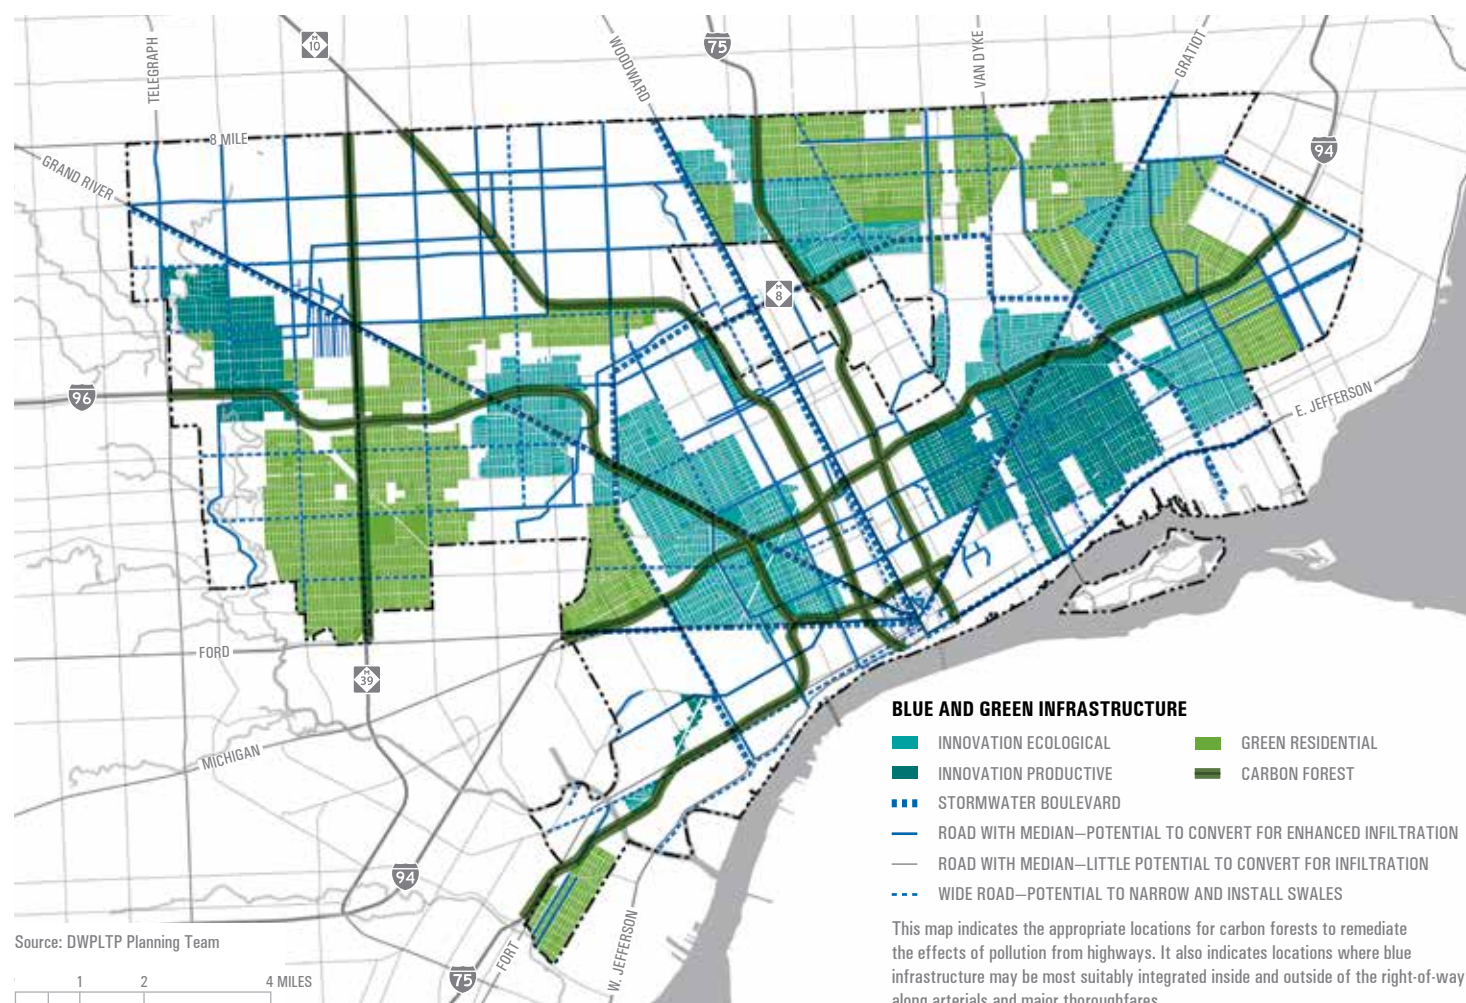 TELEGRAPH
M
10
WOODWARD
75
VAN DYKE
GRATIOT
8 MILE
94
GRAND RIVER
M
8
96
E. JEFFERSON
FORD
M
39
MICHIGAN
94
FORT
W. JEFFERSON
75
BLUE AND GREEN INFRASTRUCTURE
INNOVATION ECOLOGICAL
GREEN RESIDENTIAL
INNOVATION PRODUCTIVE
CARBON FOREST
STORMWATER BOULEVARD
ROAD WITH MEDIAN—POTENTIAL TO CONVERT FOR ENHANCED INFILTRATION
ROAD WITH MEDIAN—LITTLE POTENTIAL TO CONVERT FOR INFILTRATION
WIDE ROAD—POTENTIAL TO NARROW AND INSTALL SWALES
This map indicates the appropriate locations for carbon forests to remediate
the effects of pollution from highways. It also indicates locations where blue
infrastructure may be most suitably integrated inside and outside of the right-of-way
along arterials and major thoroughfares.
Source: DWPLTP Planning Team
1 2 4 MILES